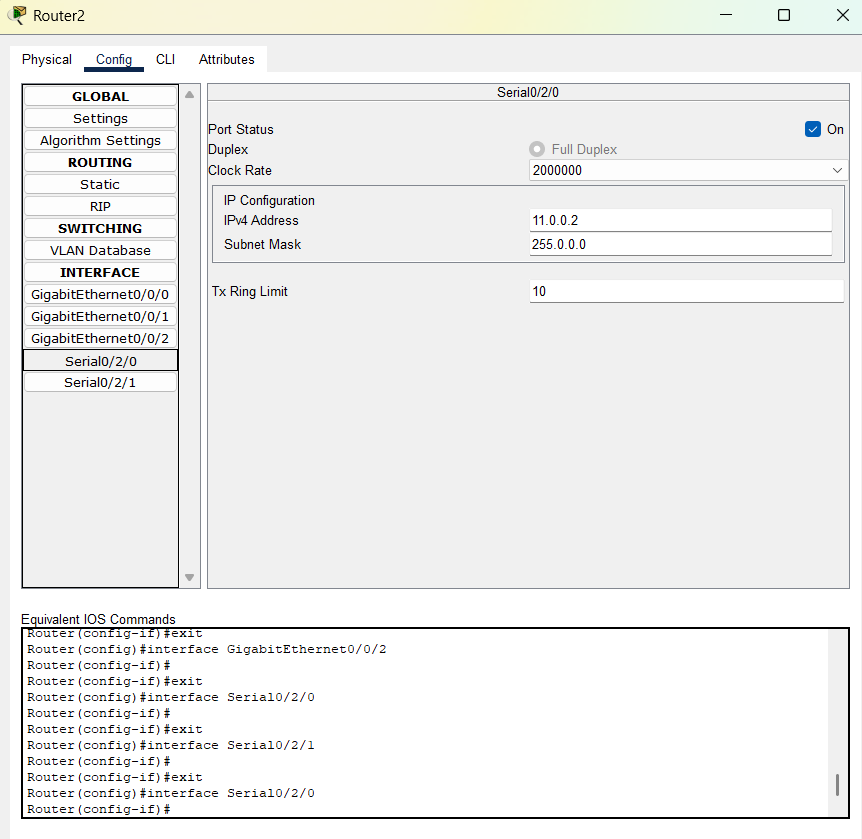 Router2
Physical Config CLI Attributes
GLOBAL
Settings
Algorithm Settings
ROUTING
Static
RIP
SWITCHING
VLAN Database
INTERFACE
GigabitEthernet0/0/0
GigabitEthernet0/0/1
GigabitEthernet0/0/2
Serial0/2/0
Serial0/2/1
Serial0/2/0
Port Status On
Duplex Full Duplex
Clock Rate 2000000
IP Configuration
IPv4 Address 11.0.0.2
Subnet Mask 255.0.0.0
Tx Ring Limit 10
Equivalent IOS Commands
Router(config-if)#exit
Router(config)#interface GigabitEthernet0/0/2
Router(config-if)#
Router(config-if)#exit
Router(config)#interface Serial0/2/0
Router(config-if)#
Router(config-if)#exit
Router(config)#interface Serial0/2/1
Router(config-if)#
Router(config-if)#exit
Router(config)#interface Serial0/2/0
Router(config-if)#